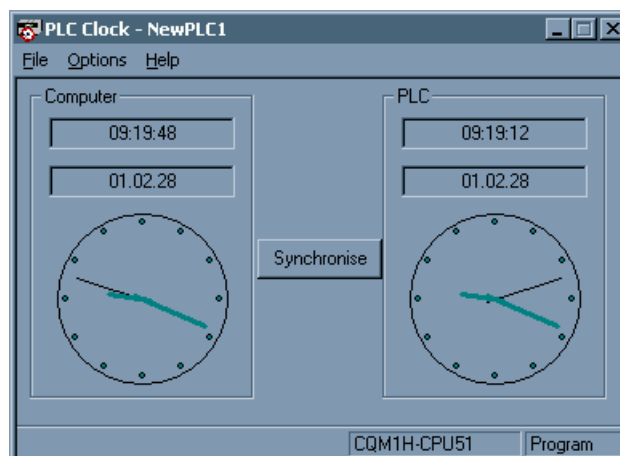 PLC Clock - NewPLC1
File Options Help
Computer
09:19:48
01.02.28
Synchronise
PLC
09:19:12
01.02.28
CQM1H-CPU51 Program